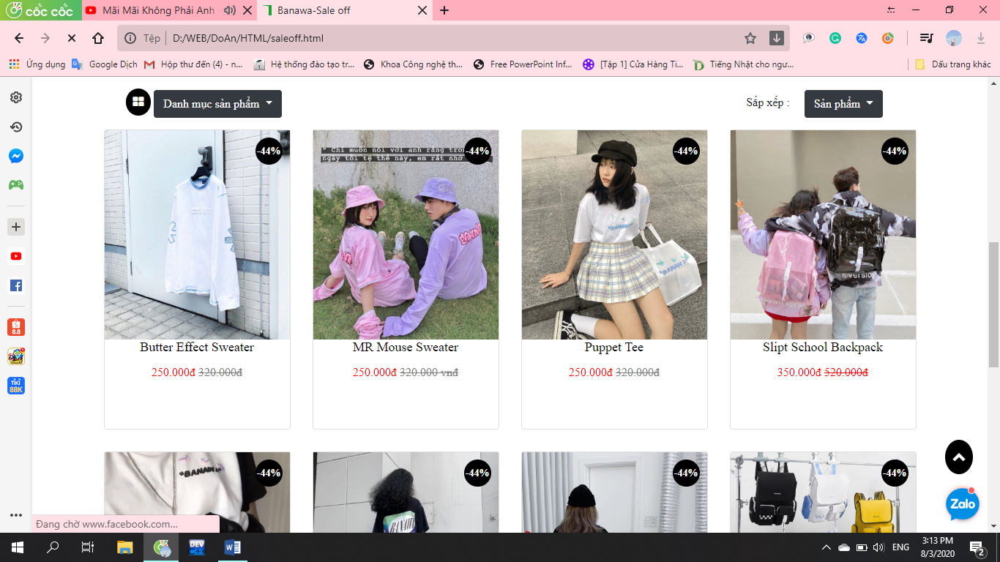 cốc cốc
Mãi Mãi Không Phải Anh
Banawa-Sale off
Tệp
D:/WEB/DoAn/HTML/saleoff.html
Ứng dụng
Google Dịch
Hộp thư đến (4) - n...
Hệ thống đào tạo tr...
Khoa Công nghệ th...
Free PowerPoint Inf...
[Tập 1] Cửa Hàng Ti...
Tiếng Nhật cho ngư...
Dấu trang khác
Danh mục sản phẩm
Sắp xếp :
Sản phẩm
-44%
-44%
-44%
-44%
" Chỉ muốn nói với anh rằng
ngày tồi tệ thế này, em rất nhớ
BANAWA
"BANAWA"
"BANAWA"
Butter Effect Sweater
MR Mouse Sweater
Puppet Tee
Slipt School Backpack
250.000đ 320.000đ
250.000đ 320.000 vnđ
250.000đ 320.000đ
350.000đ 520.000đ
-44%
-44%
-44%
-44%
"BANAWA"
BANAWA
8.8
TIKI
88K
Zalo
Đang chờ www.facebook.com...
DEV
C++
ENG
3:13 PM
8/3/2020
2